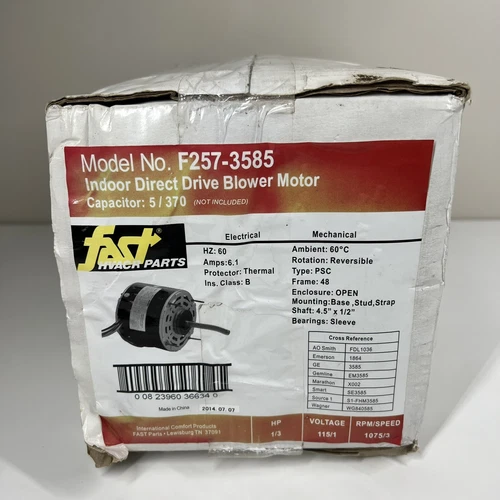 Model No. F257-3585
Indoor Direct Drive Blower Motor
Capacitor: 5 / 370 (NOT INCLUDED)
fast
HVACR PARTS
Electrical
HZ: 60
Amps: 6.1
Protector: Thermal
Ins. Class: B
Mechanical
Ambient: 60°C
Rotation: Reversible
Type: PSC
Frame: 48
Enclosure: OPEN
Mounting: Base, Stud, Strap
Shaft: 4.5" x 1/2"
Bearings: Sleeve
Cross Reference
AO Smith FDL1036
Emerson 1864
GE 3585
Gemline EM3585
Marathon X002
Smart SE3585
Source 1 S1-FHM3585
Wagner WG840585
0 08 23960 36634 0
Made in China 2014. 07. 07
International Comfort Products
FAST Parts • Lewisburg TN 37091
HP VOLTAGE RPM/SPEED
1/3 115/1 1075/3